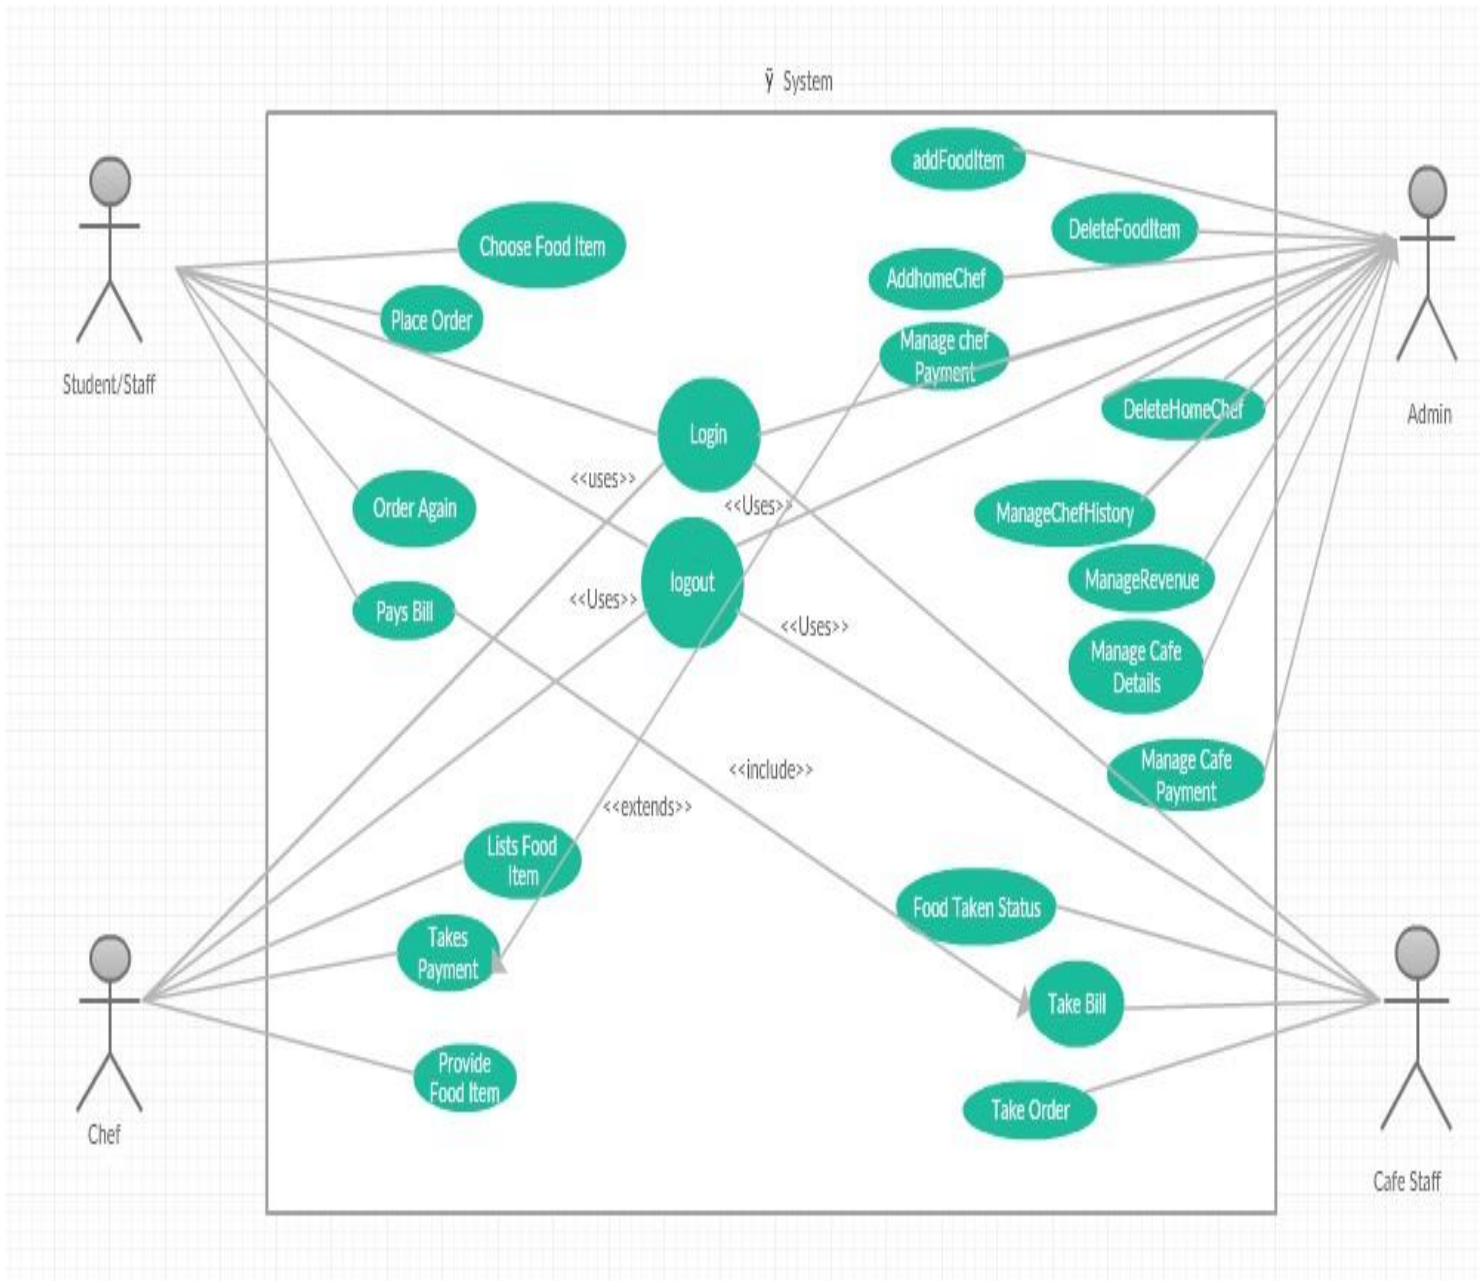 ÿ System
addFoodItem
DeleteFoodItem
Choose Food Item
AddhomeChef
Place Order
Manage chef
Payment
Student/Staff
DeleteHomeChef
Admin
Login
<<uses>>
<<Uses>>
Order Again
ManageChefHistory
logout
ManageRevenue
<<Uses>>
Pays Bill
<<Uses>>
Manage Cafe
Details
<<include>>
Manage Cafe
Payment
<<extends>>
Lists Food
Item
Food Taken Status
Takes
Payment
Take Bill
Provide
Food Item
Take Order
Chef
Cafe Staff